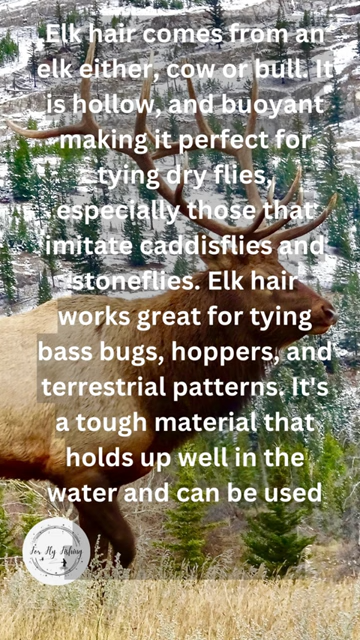 Elk hair comes from an
elk either, cow or bull. It
is hollow, and buoyant
making it perfect for
tying dry flies,
especially those that
imitate caddisflies and
stoneflies. Elk hair
works great for tying
bass bugs, hoppers, and
terrestrial patterns. It's
a tough material that
holds up well in the
water and can be used
For Fly Fishing